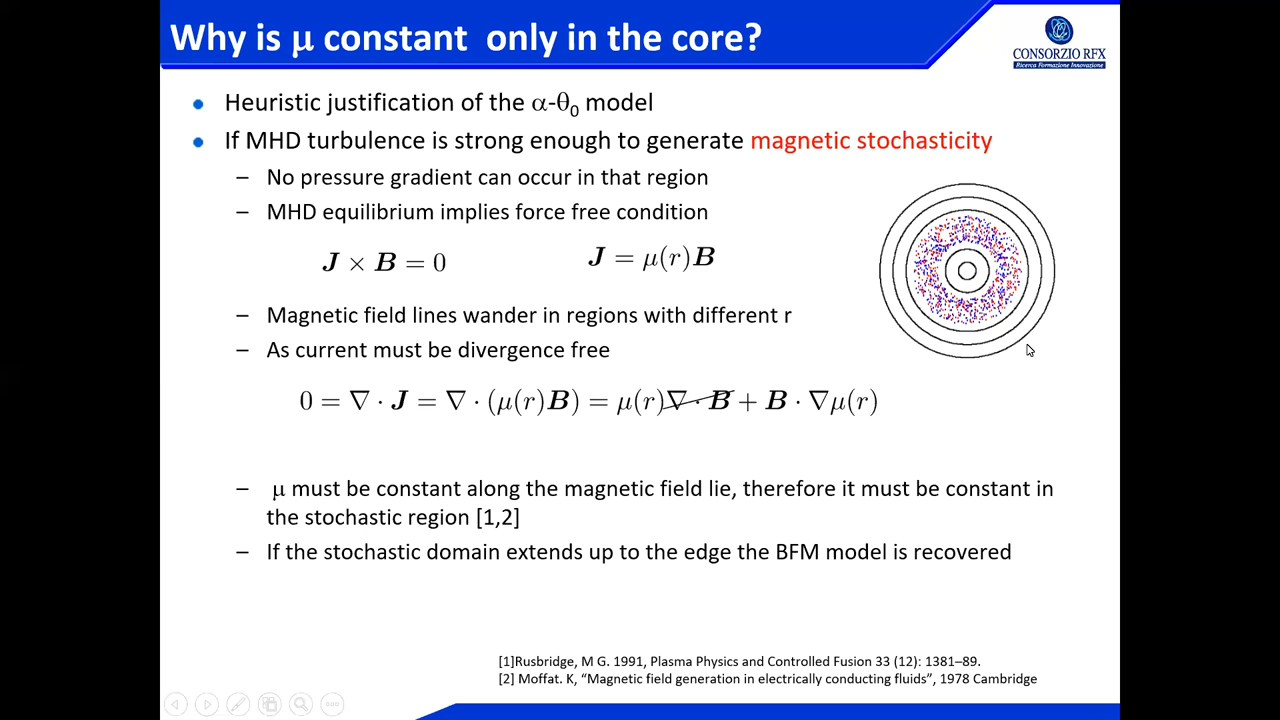 Why is μ constant only in the core?
CONSORZIO RFX
Ricerca Formazione Innovazione
Heuristic justification of the α-θ₀ model
If MHD turbulence is strong enough to generate magnetic stochasticity
– No pressure gradient can occur in that region
– MHD equilibrium implies force free condition
J × B = 0 J = μ(r)B
– Magnetic field lines wander in regions with different r
– As current must be divergence free
0 = ∇ · J = ∇ · (μ(r)B) = μ(r)∇ · B + B · ∇μ(r)
– μ must be constant along the magnetic field lie, therefore it must be constant in
the stochastic region [1,2]
– If the stochastic domain extends up to the edge the BFM model is recovered
[1]Rusbridge, M G. 1991, Plasma Physics and Controlled Fusion 33 (12): 1381–89.
[2] Moffat. K, “Magnetic field generation in electrically conducting fluids”, 1978 Cambridge